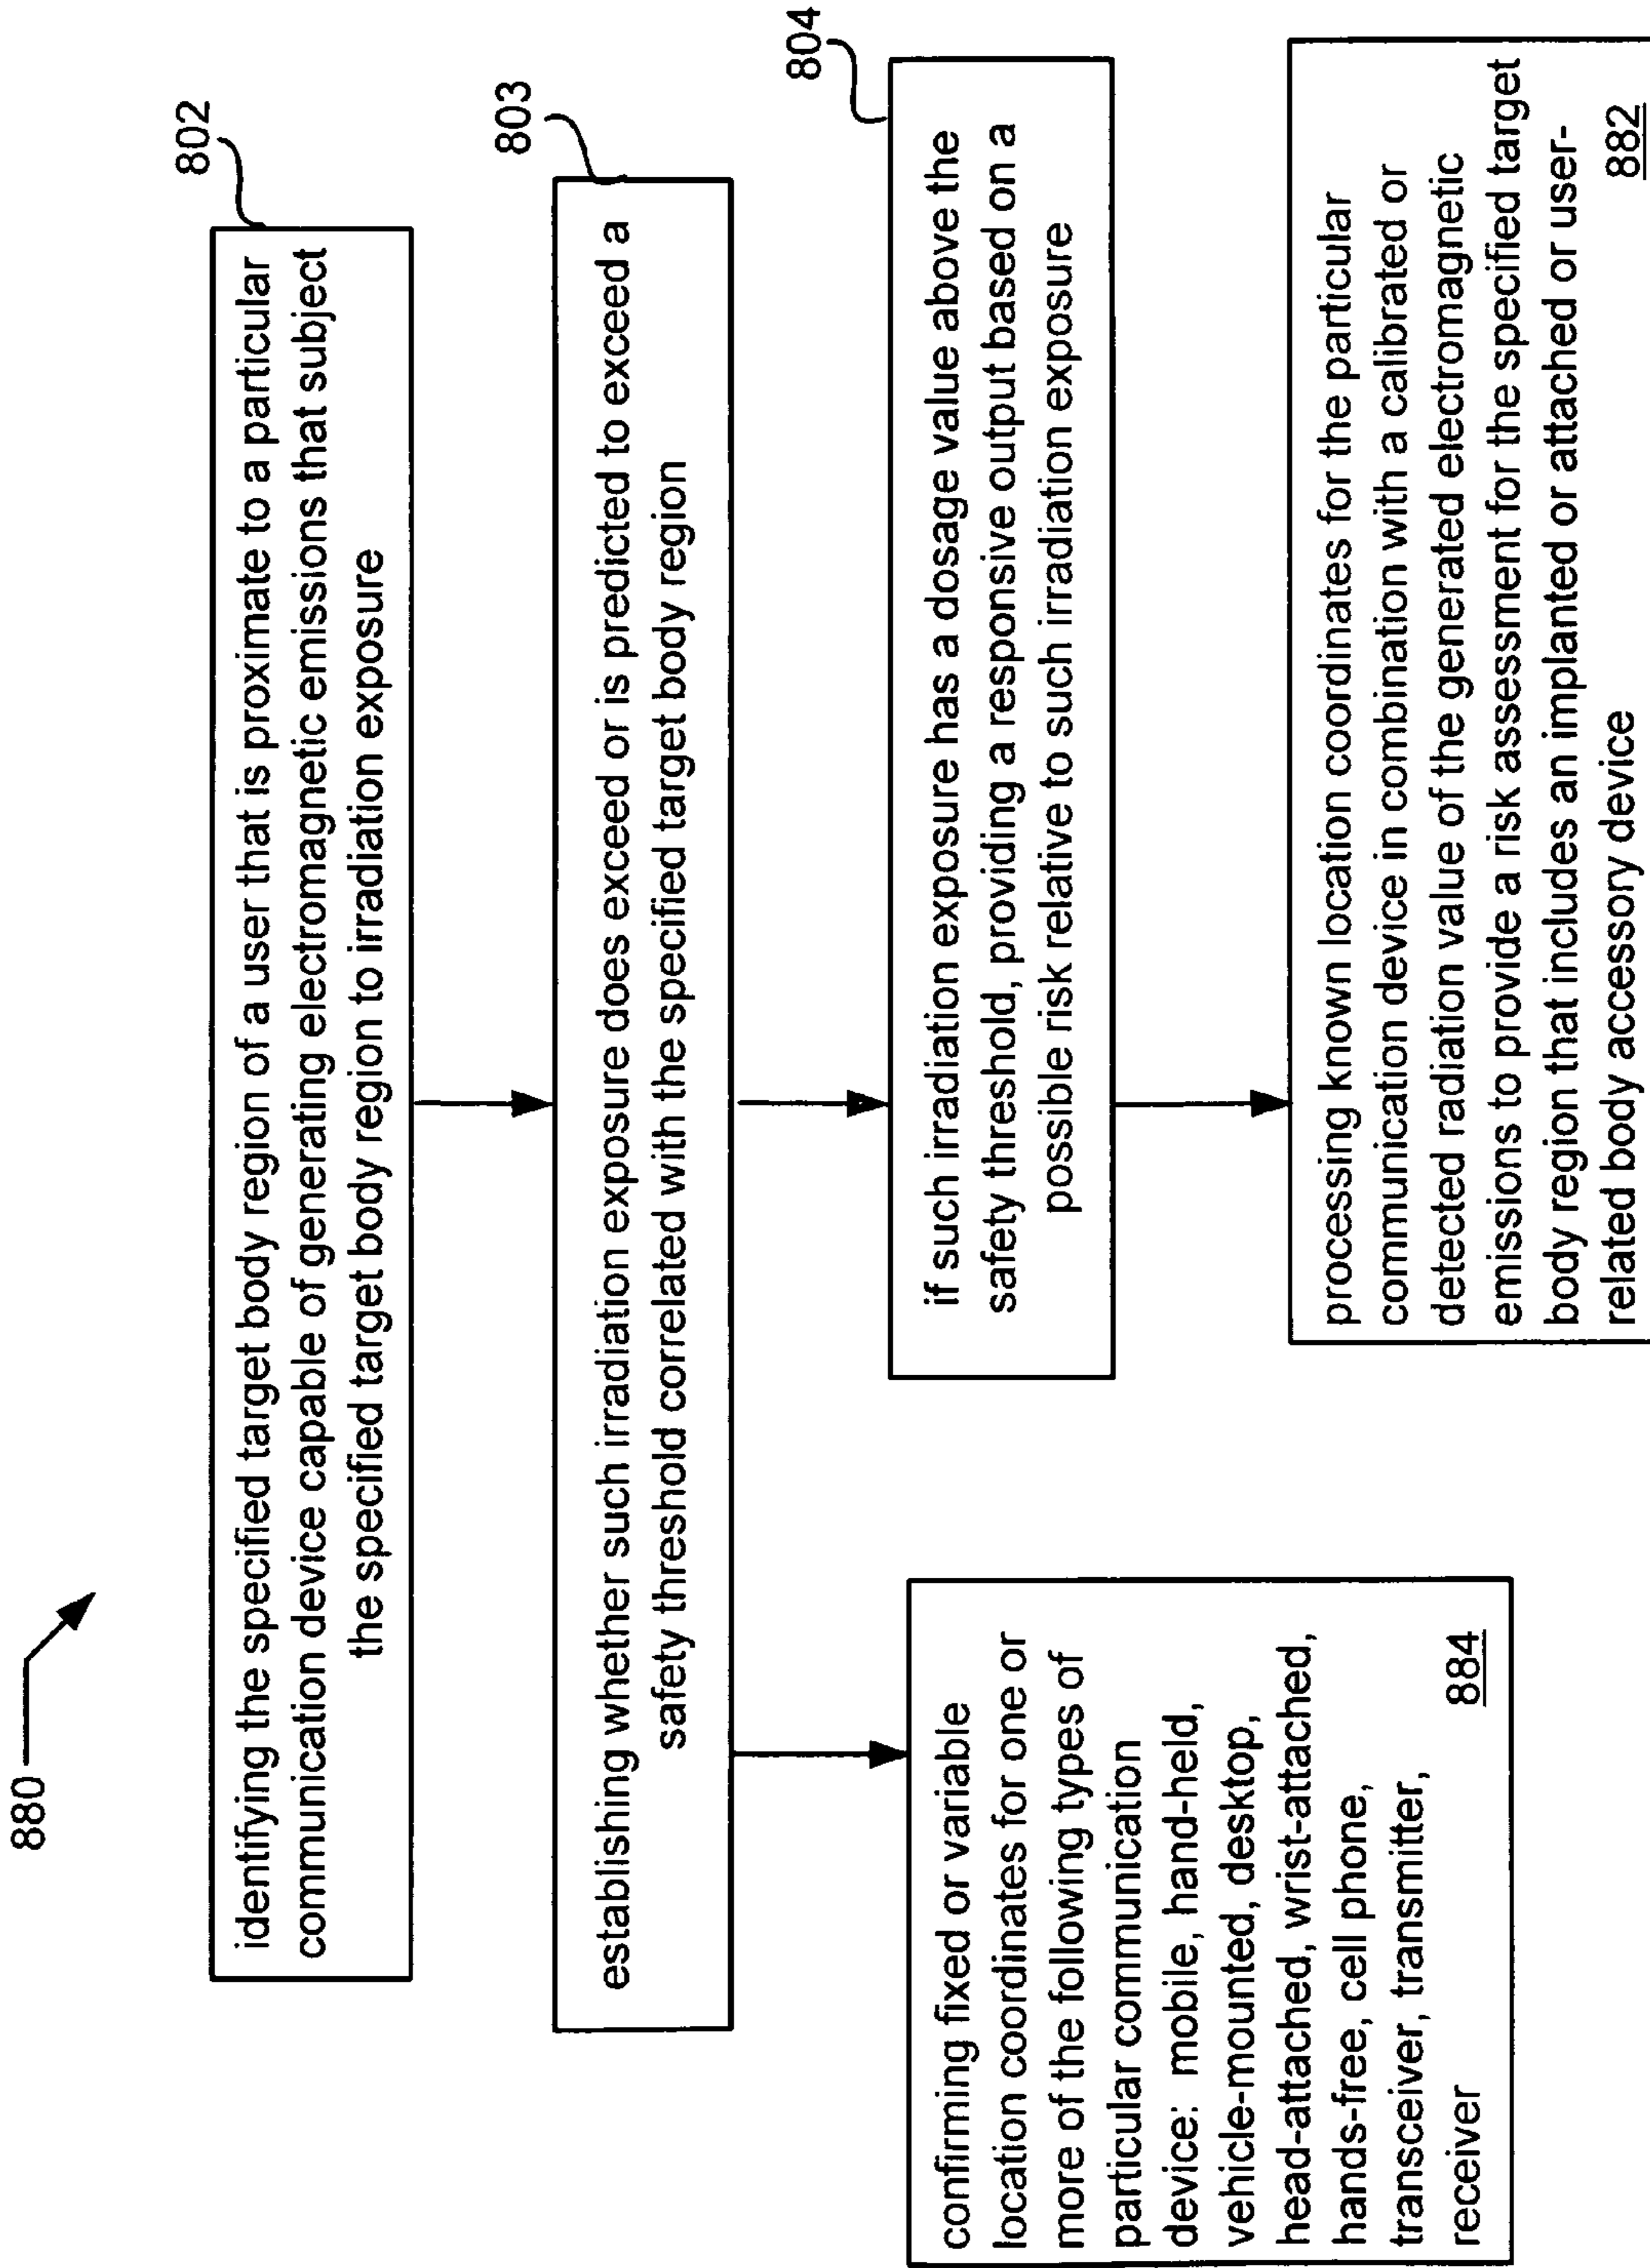 880
802
identifying the specified target body region of a user that is proximate to a particular
communication device capable of generating electromagnetic emissions that subject
the specified target body region to irradiation exposure
803
establishing whether such irradiation exposure does exceed or is predicted to exceed a
safety threshold correlated with the specified target body region
804
if such irradiation exposure has a dosage value above the
safety threshold, providing a responsive output based on a
possible risk relative to such irradiation exposure
confirming fixed or variable
location coordinates for one or
more of the following types of
particular communication
device: mobile, hand-held,
vehicle-mounted, desktop,
head-attached, wrist-attached,
hands-free, cell phone,
transceiver, transmitter,
receiver
884
processing known location coordinates for the particular
communication device in combination with a calibrated or
detected radiation value of the generated electromagnetic
emissions to provide a risk assessment for the specified target
body region that includes an implanted or attached or user-
related body accessory device
882